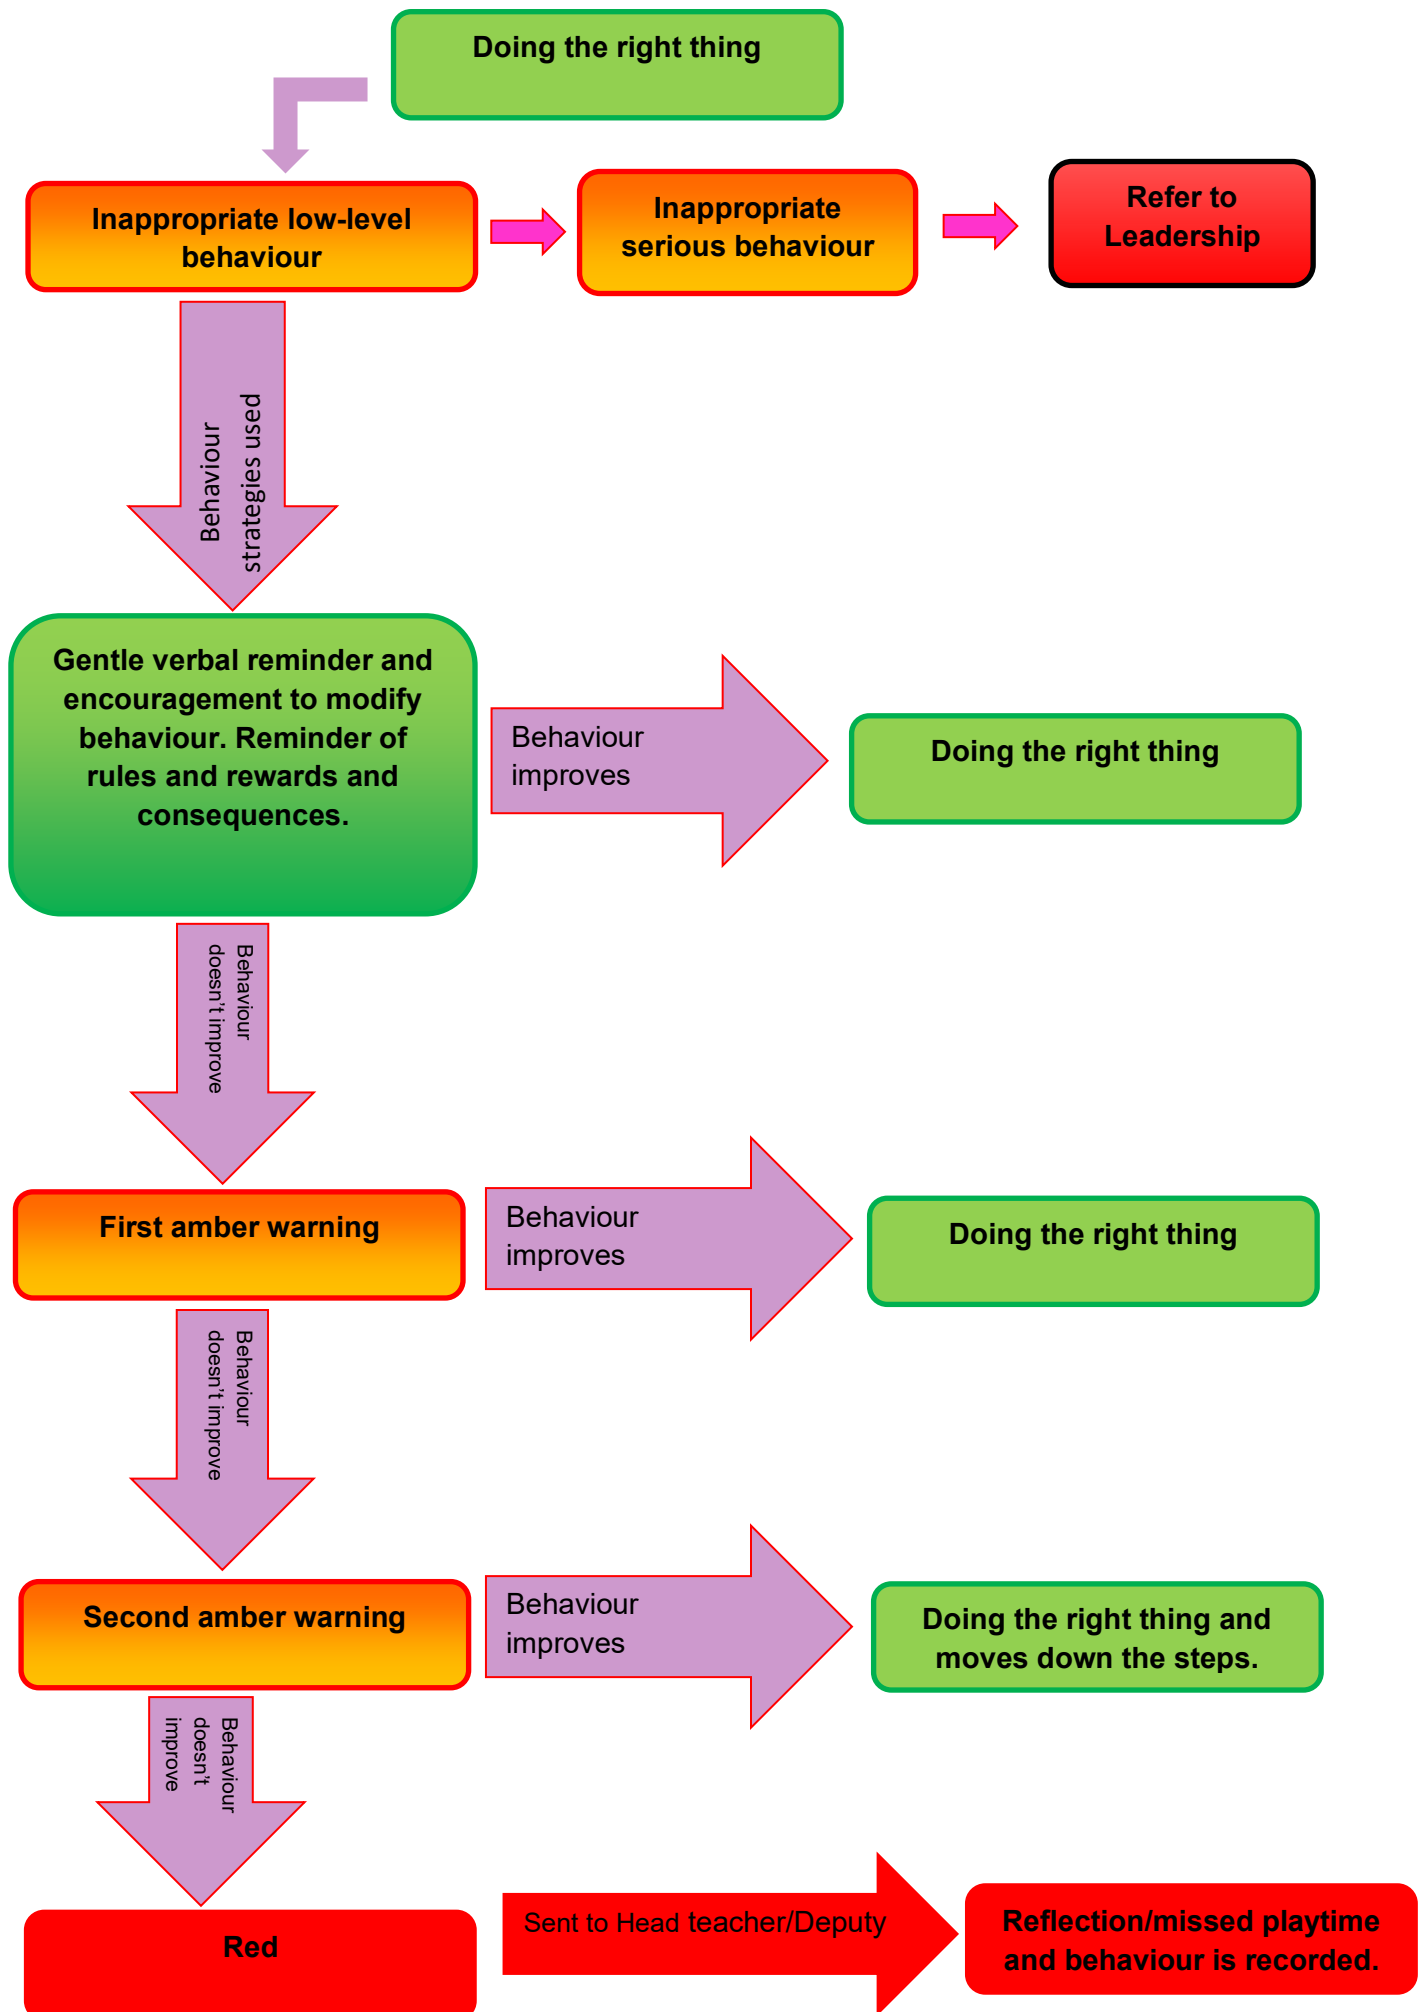 Doing the right thing
Inappropriate low-level
behaviour
Inappropriate
serious behaviour
Refer to
Leadership
Behaviour
strategies used
Gentle verbal reminder and
encouragement to modify
behaviour. Reminder of
rules and rewards and
consequences.
Behaviour
improves
Doing the right thing
Behaviour
doesn't improve
First amber warning
Behaviour
improves
Doing the right thing
Behaviour
doesn't improve
Second amber warning
Behaviour
improves
Doing the right thing and
moves down the steps.
Behaviour
doesn't
improve
Red
Sent to Head teacher/Deputy
Reflection/missed playtime
and behaviour is recorded.